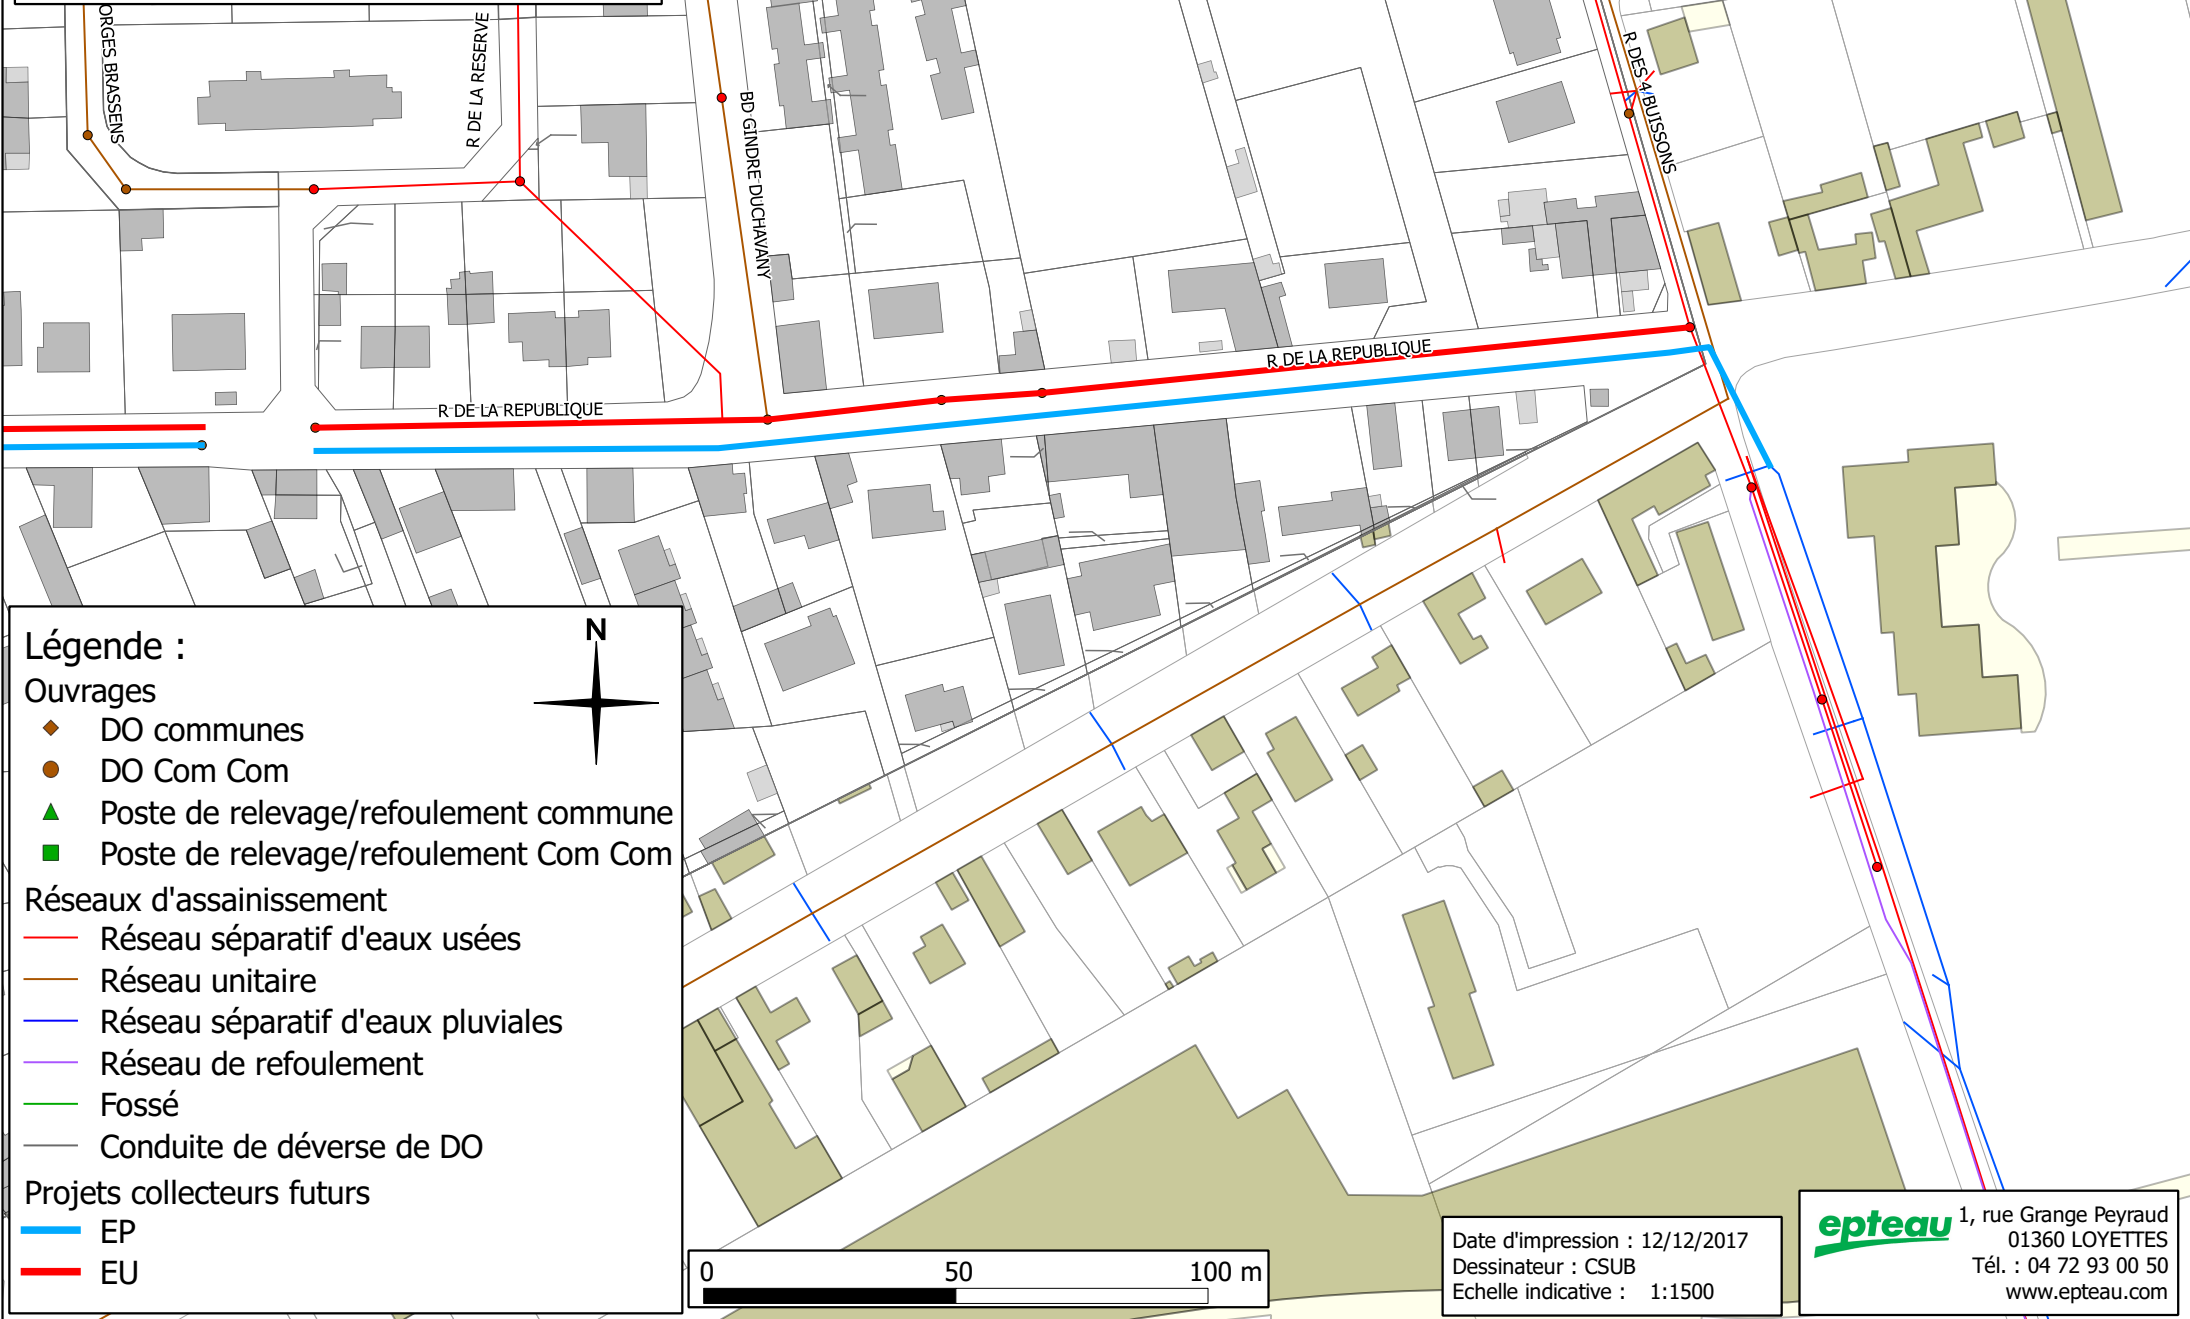 ORGES BRASSENS
R DE LA RESERVE
BD GINDRE DUCHAVANY
R DES 4 BUISSONS
R DE LA REPUBLIQUE
R DE LA REPUBLIQUE
Légende :
N
Ouvrages
DO communes
DO Com Com
Poste de relevage/refoulement commune
Poste de relevage/refoulement Com Com
Réseaux d'assainissement
Réseau séparatif d'eaux usées
Réseau unitaire
Réseau séparatif d'eaux pluviales
Réseau de refoulement
Fossé
Conduite de déverse de DO
Projets collecteurs futurs
EP
EU
0 50 100 m
Date d'impression : 12/12/2017
Dessinateur : CSUB
Echelle indicative : 1:1500
epteau
1, rue Grange Peyraud
01360 LOYETTES
Tél. : 04 72 93 00 50
www.epteau.com